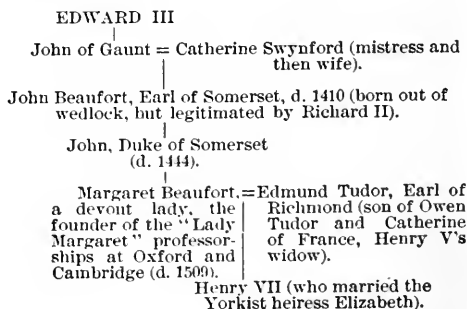 EDWARD III
John of Gaunt = Catherine Swynford (mistress and
then wife).
John Beaufort, Earl of Somerset, d. 1410 (born out of
wedlock, but legitimated by Richard II).
John, Duke of Somerset
(d. 1444).
Margaret Beaufort,=Edmund Tudor, Earl of
a devout lady, the Richmond (son of Owen
founder of the "Lady Tudor and Catherine
Margaret" professor- of France, Henry V's
ships at Oxford and widow).
Cambridge (d. 1509).
Henry VII (who married the
Yorkist heiress Elizabeth).